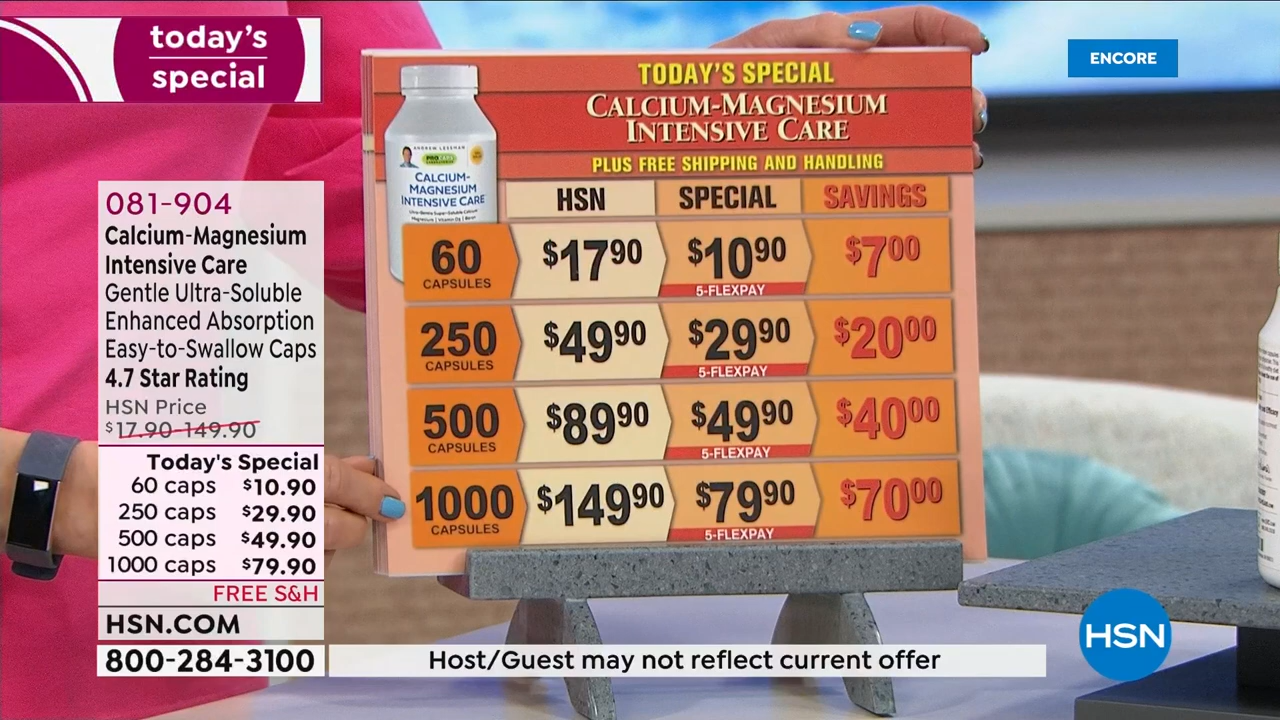 today's
special
ENCORE
081-904
Calcium-Magnesium
Intensive Care
Gentle Ultra-Soluble
Enhanced Absorption
Easy-to-Swallow Caps
4.7 Star Rating
HSN Price
$17.90-149.90
Today's Special
60 caps $10.90
250 caps $29.90
500 caps $49.90
1000 caps $79.90
FREE S&H
HSN.COM
800-284-3100
Host/Guest may not reflect current offer
HSN
TODAY'S SPECIAL
CALCIUM-MAGNESIUM
INTENSIVE CARE
PLUS FREE SHIPPING AND HANDLING
HSN SPECIAL SAVINGS
60 CAPSULES $17.90 $10.90 5-FLEXPAY $7.00
250 CAPSULES $49.90 $29.90 5-FLEXPAY $20.00
500 CAPSULES $89.90 $49.90 5-FLEXPAY $40.00
1000 CAPSULES $149.90 $79.90 5-FLEXPAY $70.00
ANDREW LESSMAN
PROCAPS
CALCIUM-
MAGNESIUM
INTENSIVE CARE